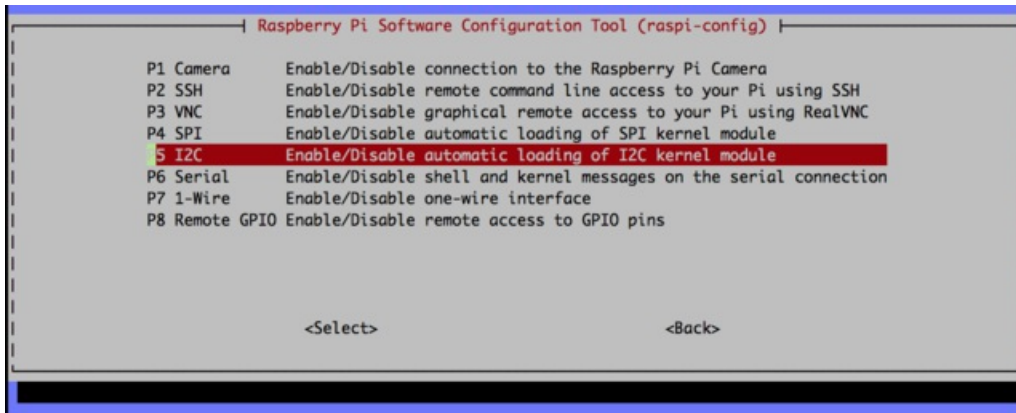 Raspberry Pi Software Configuration Tool (raspi-config)
P1 Camera Enable/Disable connection to the Raspberry Pi Camera
P2 SSH Enable/Disable remote command line access to your Pi using SSH
P3 VNC Enable/Disable graphical remote access to your Pi using RealVNC
P4 SPI Enable/Disable automatic loading of SPI kernel module
5 I2C Enable/Disable automatic loading of I2C kernel module
P6 Serial Enable/Disable shell and kernel messages on the serial connection
P7 1-Wire Enable/Disable one-wire interface
P8 Remote GPIO Enable/Disable remote access to GPIO pins
<Select> <Back>